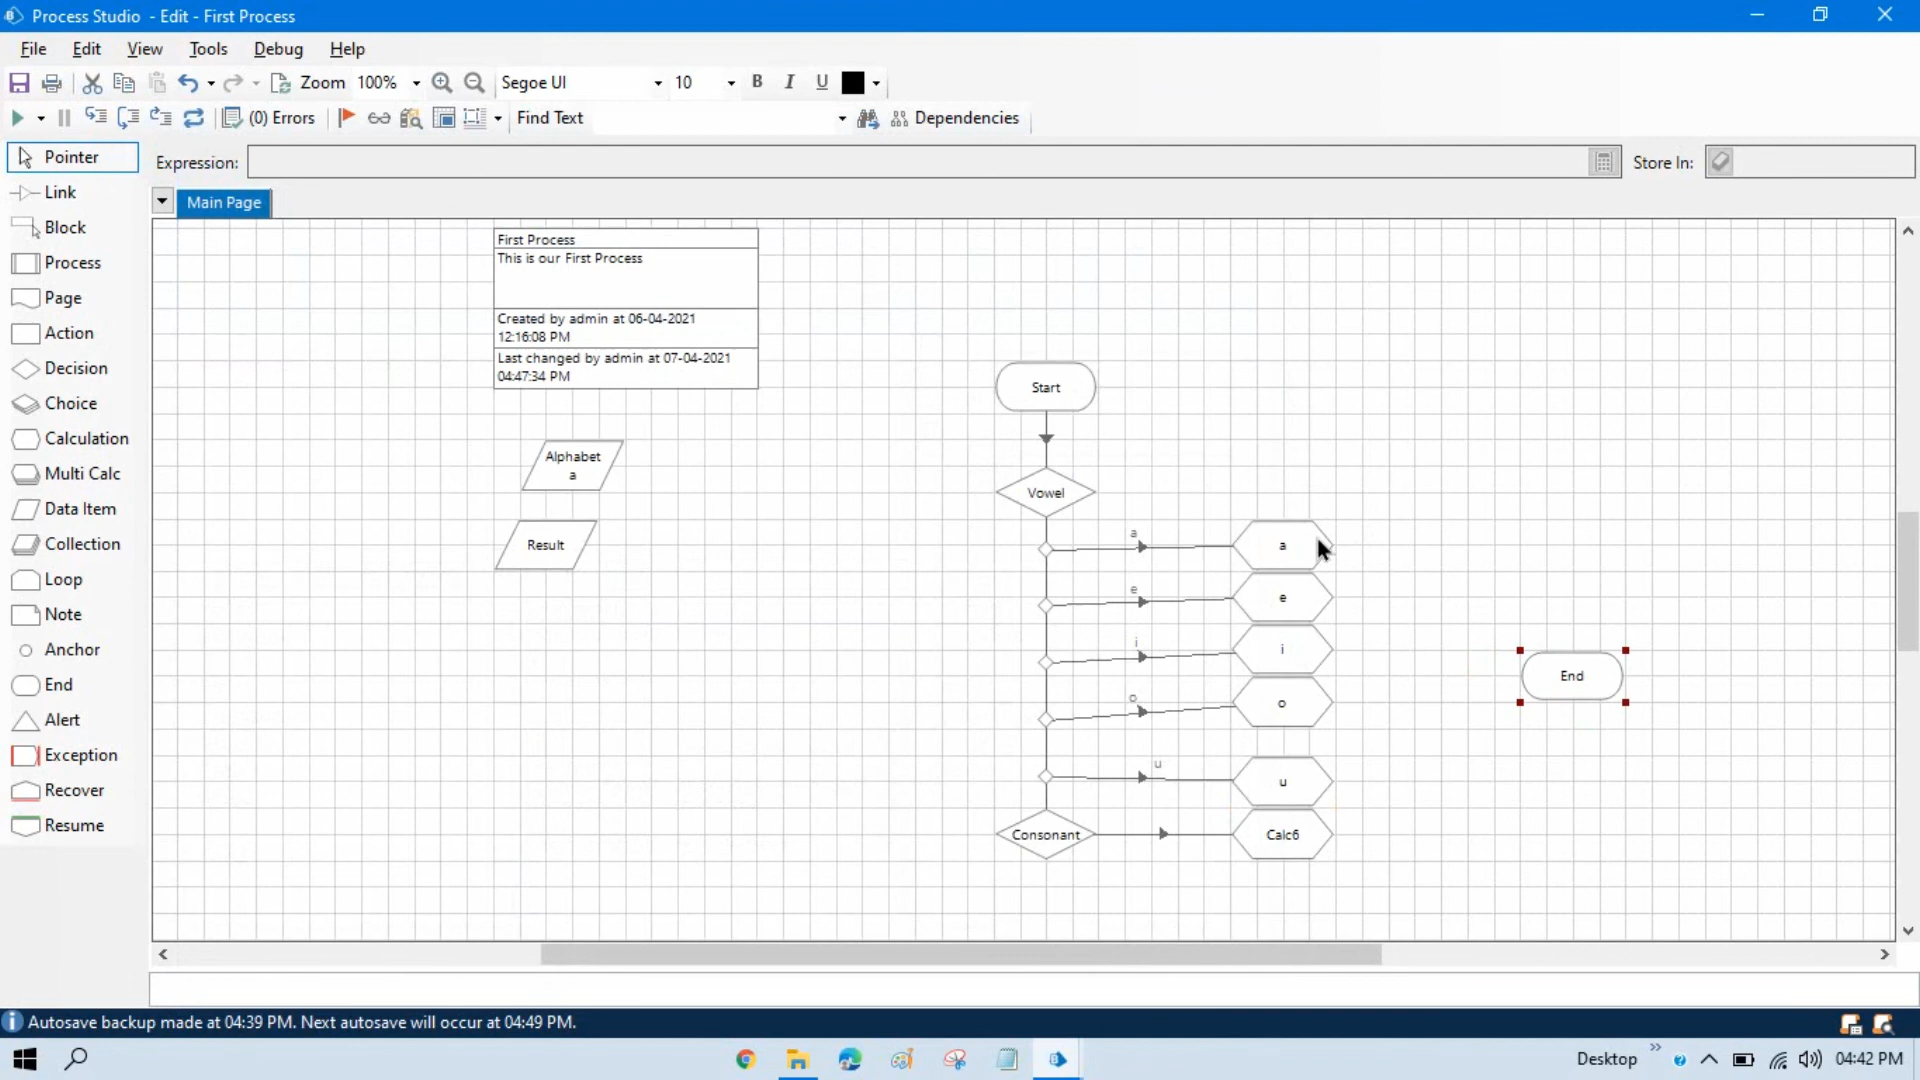 Process Studio - Edit - First Process
File Edit View Tools Debug Help
Zoom 100% Segoe UI 10 B I U
(0) Errors Find Text Dependencies
Pointer
Expression: Store In:
Link
Main Page
Block
Process
Page
Action
Decision
Choice
Calculation
Multi Calc
Data Item
Collection
Loop
Note
Anchor
End
Alert
Exception
Recover
Resume
First Process
This is our First Process
Created by admin at 06-04-2021
12:16:08 PM
Last changed by admin at 07-04-2021
04:47:34 PM
Alphabet
a
Result
Start
Vowel
a a
e e
i i
o o
u u
Consonant Calc6
End
Autosave backup made at 04:39 PM. Next autosave will occur at 04:49 PM.
Desktop 04:42 PM